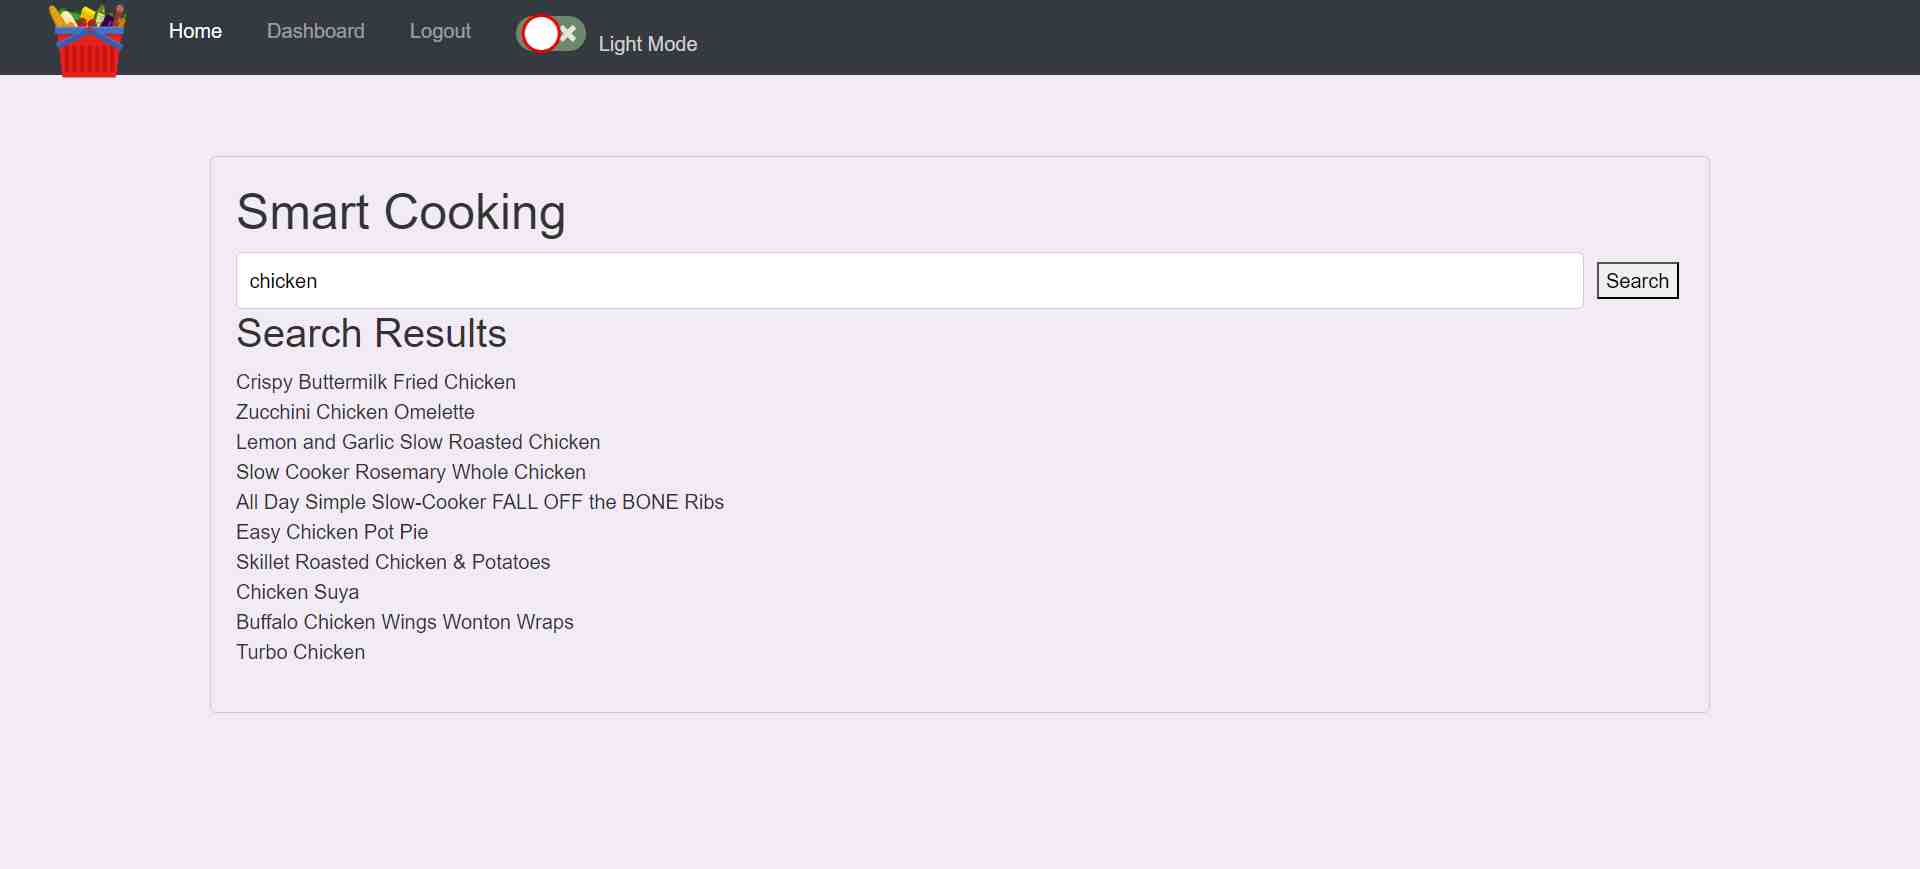 Home Dashboard Logout Light Mode
Smart Cooking
chicken Search
Search Results
Crispy Buttermilk Fried Chicken
Zucchini Chicken Omelette
Lemon and Garlic Slow Roasted Chicken
Slow Cooker Rosemary Whole Chicken
All Day Simple Slow-Cooker FALL OFF the BONE Ribs
Easy Chicken Pot Pie
Skillet Roasted Chicken & Potatoes
Chicken Suya
Buffalo Chicken Wings Wonton Wraps
Turbo Chicken